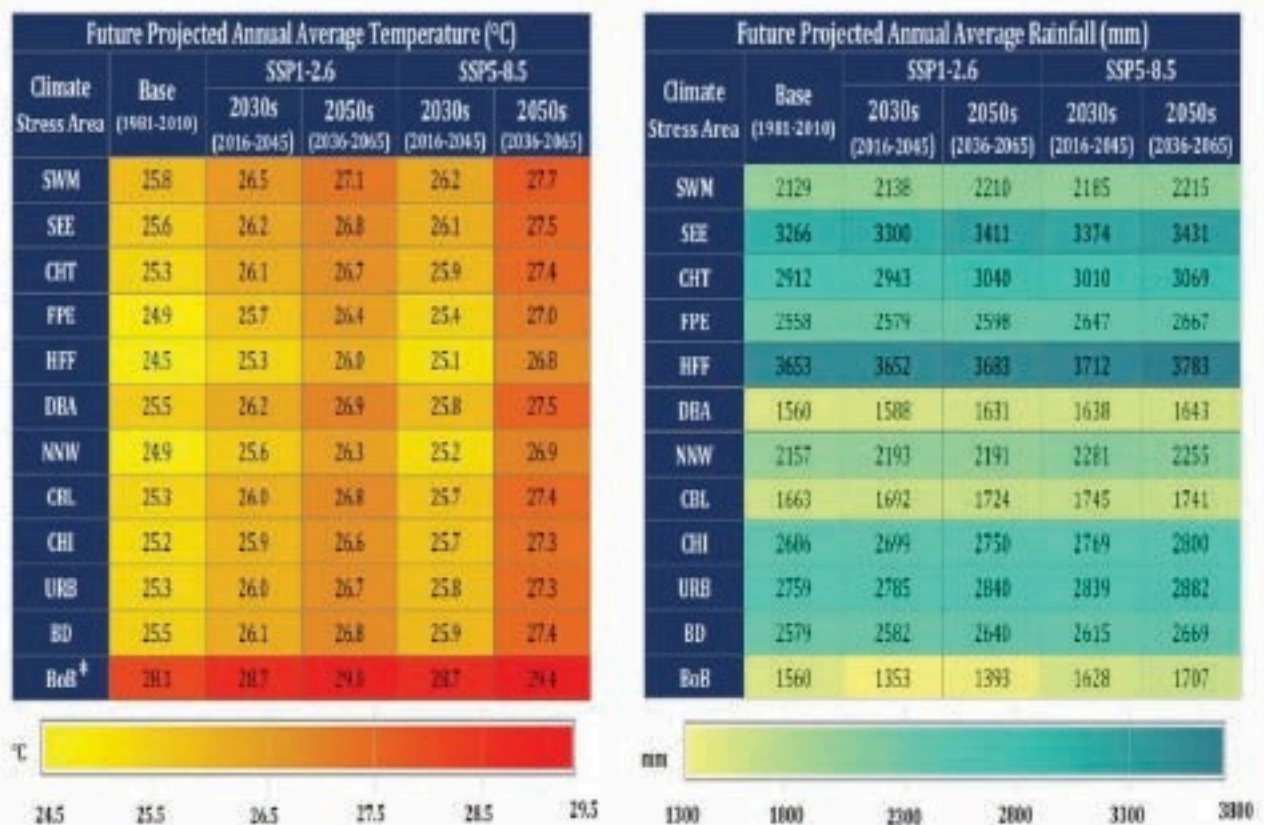 Future Projected Annual Average Temperature (°C)
Climate Stress Area Base (1981-2010) SSP1-2.6 SSP5-8.5
2030s (2016-2045) 2050s (2036-2065) 2030s (2016-2045) 2050s (2036-2065)
SWM 25.8 26.5 27.1 26.2 27.7
SEE 25.6 26.2 26.8 26.1 27.5
CHT 25.3 26.1 26.7 25.9 27.4
FPE 24.9 25.7 26.4 25.4 27.0
HFF 24.5 25.3 26.0 25.1 26.8
DBA 25.5 26.2 26.9 25.8 27.5
NNW 24.9 25.6 26.3 25.2 26.9
CBL 25.3 26.0 26.8 25.7 27.4
CHI 25.2 25.9 26.6 25.7 27.3
URB 25.3 26.0 26.7 25.8 27.3
BD 25.5 26.1 26.8 25.9 27.4
BoB* 28.1 28.7 28.7 29.4
°C
24.5 25.5 26.5 27.5 28.5 29.5
Future Projected Annual Average Rainfall (mm)
Climate Stress Area Base (1981-2010) SSP1-2.6 SSP5-8.5
2030s (2016-2045) 2050s (2036-2065) 2030s (2016-2045) 2050s (2036-2065)
SWM 2129 2138 2210 2185 2215
SEE 3266 3300 3411 3374 3431
CHT 2912 2943 3040 3010 3069
FPE 2558 2579 2598 2647 2667
HFF 3653 3652 3683 3712 3783
DBA 1560 1588 1631 1638 1643
NNW 2157 2193 2191 2281 2255
CBL 1663 1692 1724 1745 1741
CHI 2686 2699 2750 2769 2800
URB 2759 2785 2840 2839 2882
BD 2579 2582 2640 2615 2669
BoB 1560 1353 1393 1628 1707
mm
1300 1800 2300 2800 3300 3800